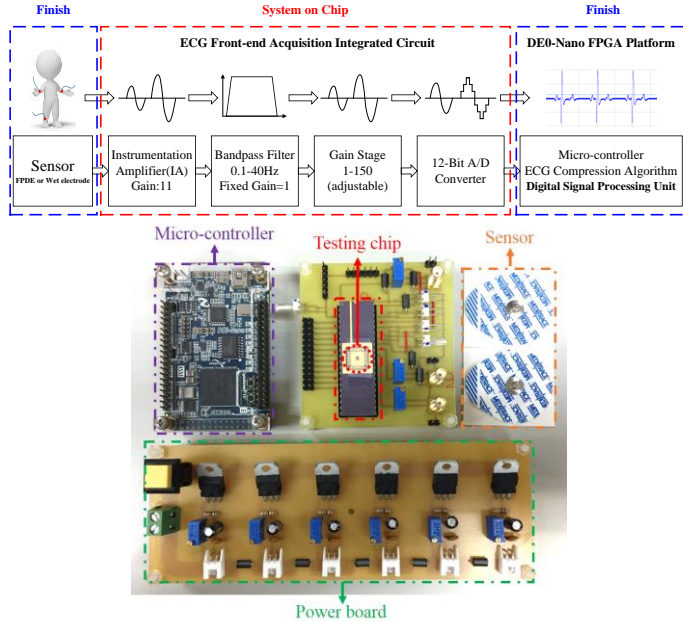 Finish
System on Chip
Finish
ECG Front-end Acquisition Integrated Circuit
DE0-Nano FPGA Platform
Sensor
FPDE or Wet electrode
Instrumentation
Amplifier(IA)
Gain:11
Bandpass Filter
0.1-40Hz
Fixed Gain=1
Gain Stage
1-150
(adjustable)
12-Bit A/D
Converter
Micro-controller
ECG Compression Algorithm
Digital Signal Processing Unit
Micro-controller
Testing chip
Sensor
Power board